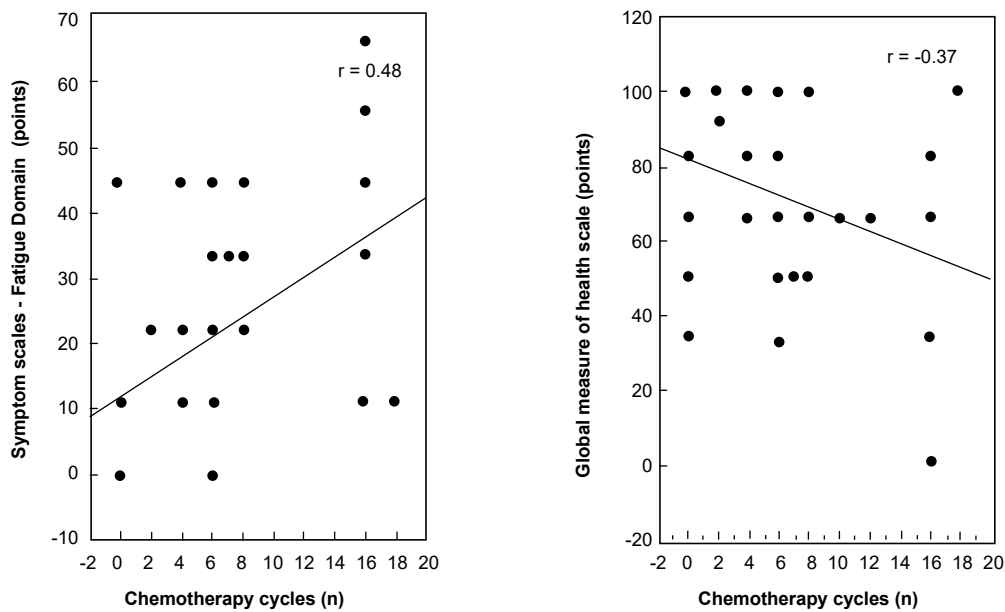 70
60
50
40
30
20
10
0
-10
Symptom scales - Fatigue Domain (points)
r = 0.48
-2 0 2 4 6 8 10 12 14 16 18 20
Chemotherapy cycles (n)
120
100
80
60
40
20
0
-20
Global measure of health scale (points)
r = -0.37
-2 0 2 4 6 8 10 12 14 16 18 20
Chemotherapy cycles (n)